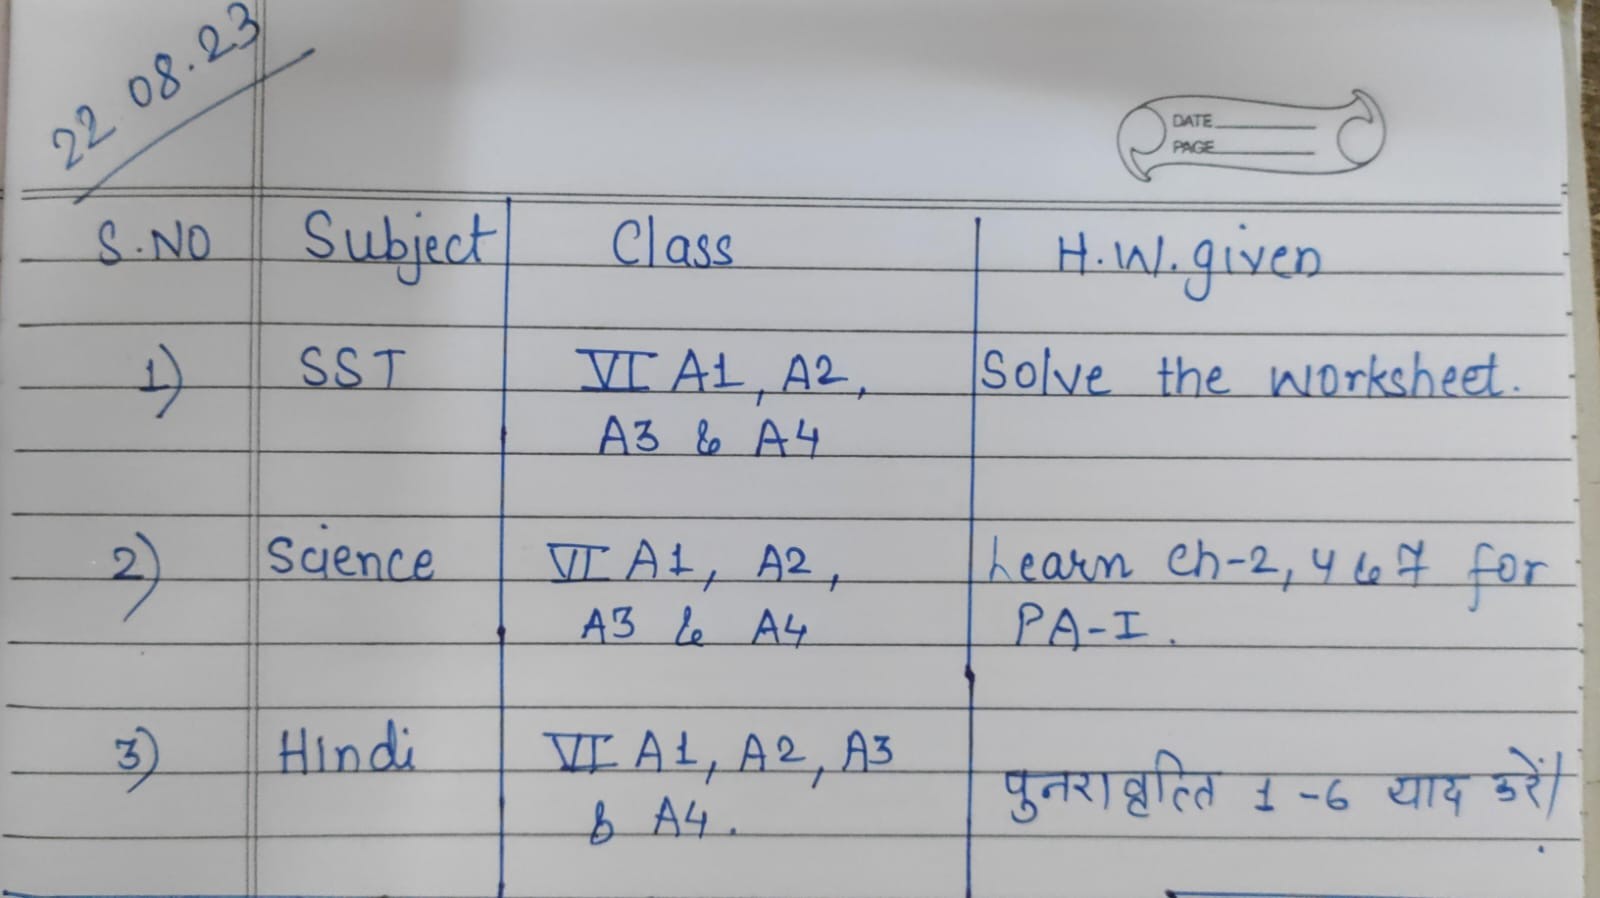 22.08.23
DATE
PAGE
S.NO Subject Class H.W. given
1) SST VI A1, A2, Solve the worksheet.
A3 & A4
2) Science VI A1, A2, Learn Ch-2, 4 & 7 for
A3 & A4 PA-I.
3) Hindi VI A1, A2, A3 पुनरावृत्ति 1-6 याद करें।
& A4.